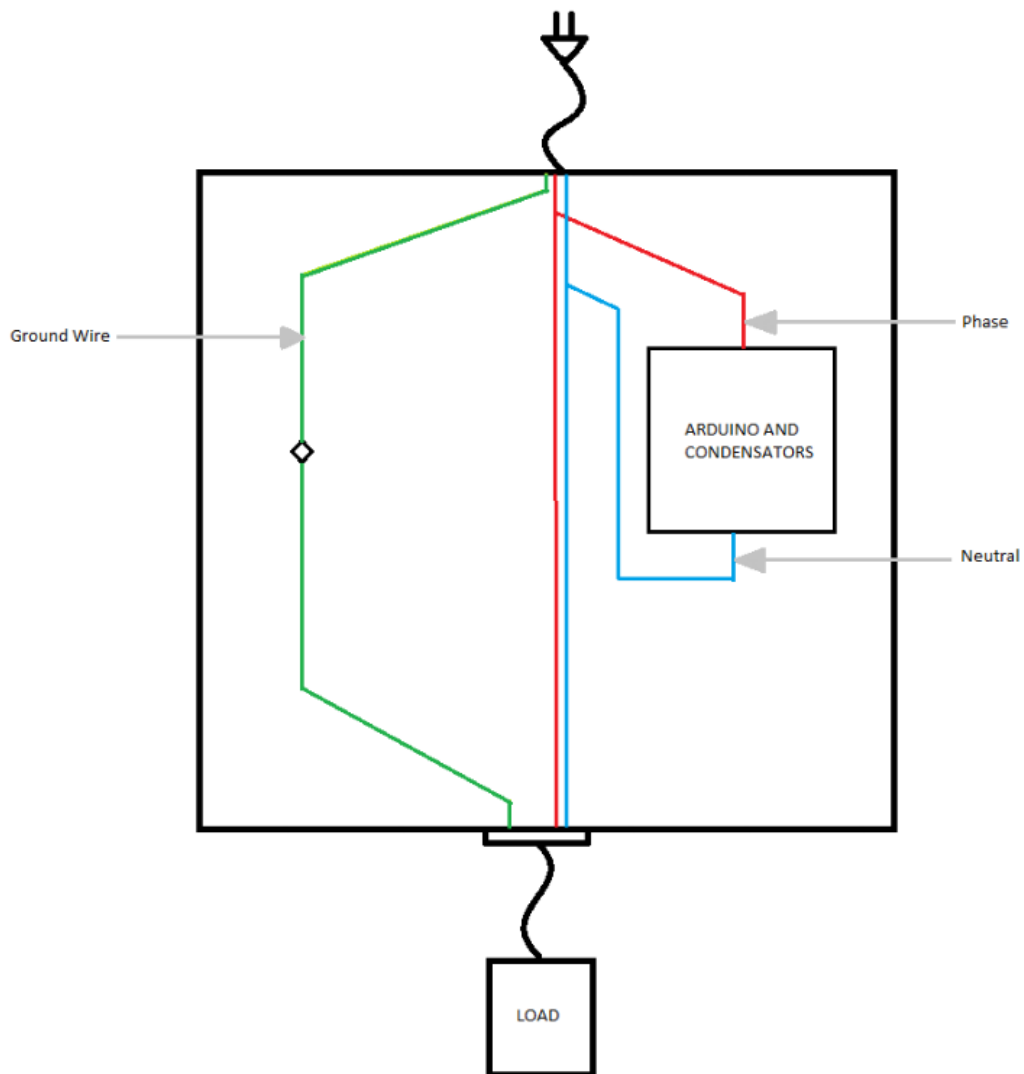 Ground Wire
Phase
ARDUINO AND
CONDENSATORS
Neutral
LOAD